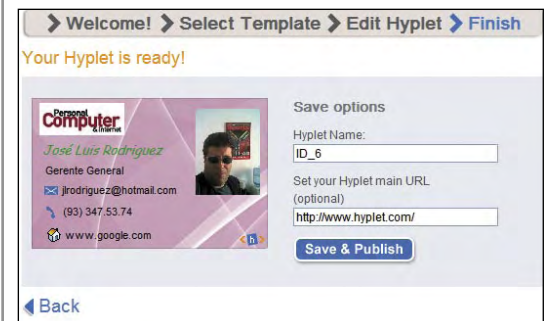 Welcome! Select Template Edit Hyplet Finish
Your Hyplet is ready!
Personal
Computer
& Internet
José Luis Rodriguez
Gerente General
jlrodriguez@hotmail.com
(93) 347.53.74
www.google.com
<h>
Save options
Hyplet Name:
ID_6
Set your Hyplet main URL
(optional)
http://www.hyplet.com/
Save & Publish
Back